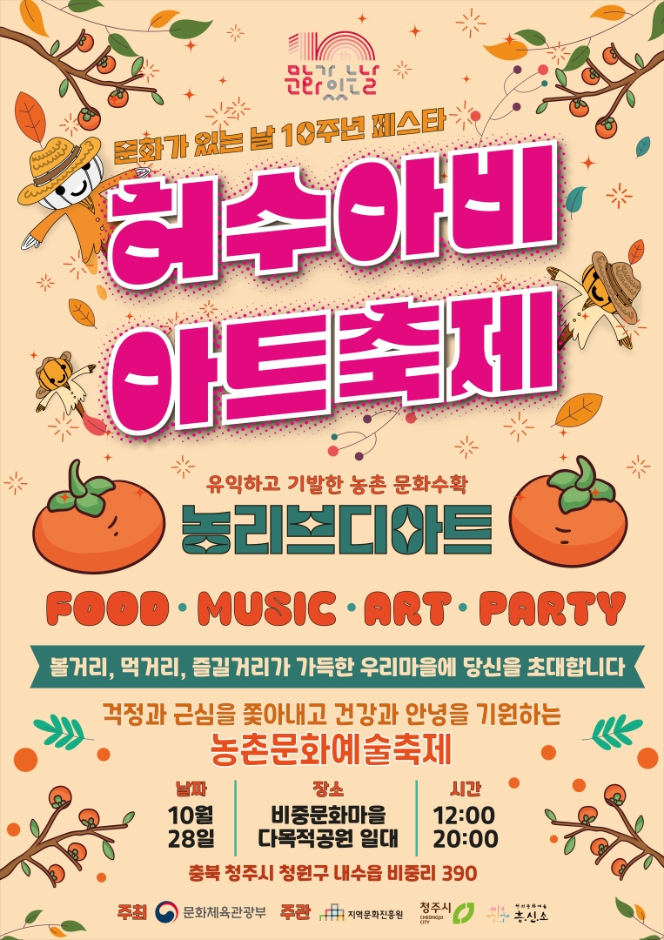 10th
문화가 있는 날
문화가 있는 날 10주년 페스타
허수아비
아트축제
유익하고 기발한 농촌 문화수확
농리브디아트
FOOD · MUSIC · ART · PARTY
볼거리, 먹거리, 즐길거리가 가득한 우리마을에 당신을 초대합니다
걱정과 근심을 쫓아내고 건강과 안녕을 기원하는
농촌문화예술축제
날짜 장소 시간
10월 비중문화마을 12:00
28일 다목적공원 일대 20:00
충북 청주시 청원구 내수읍 비중리 390
주최 문화체육관광부 주관 지역문화진흥원 청주시 CHEONGJU CITY 흥신소